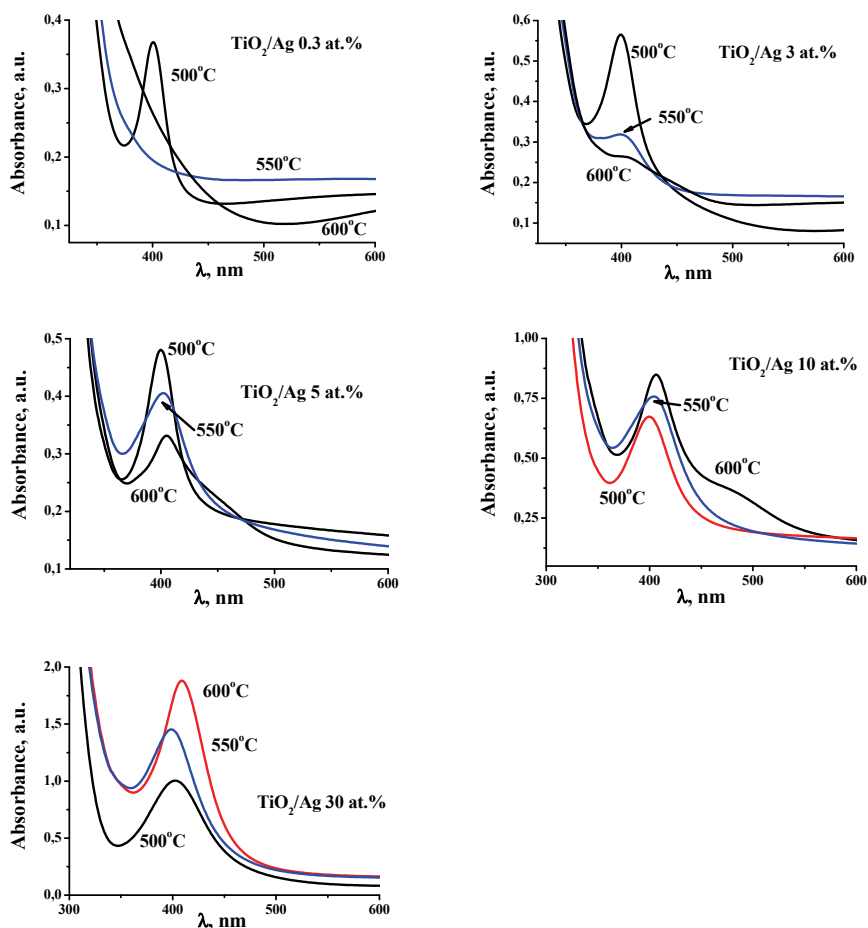 TiO₂/Ag 0.3 at.%
Absorbance, a.u.
0,4
0,3
0,2
0,1
500°C
550°C
600°C
400
500
600
λ, nm
TiO₂/Ag 3 at.%
Absorbance, a.u.
0,6
0,5
0,4
0,3
0,2
0,1
500°C
550°C
600°C
400
500
600
λ, nm
TiO₂/Ag 5 at.%
Absorbance, a.u.
0,5
0,4
0,3
0,2
0,1
500°C
550°C
600°C
400
500
600
λ, nm
TiO₂/Ag 10 at.%
Absorbance, a.u.
1,00
0,75
0,50
0,25
550°C
600°C
500°C
300
400
500
600
λ, nm
TiO₂/Ag 30 at.%
Absorbance, a.u.
2,0
1,5
1,0
0,5
0,0
600°C
550°C
500°C
300
400
500
600
λ, nm